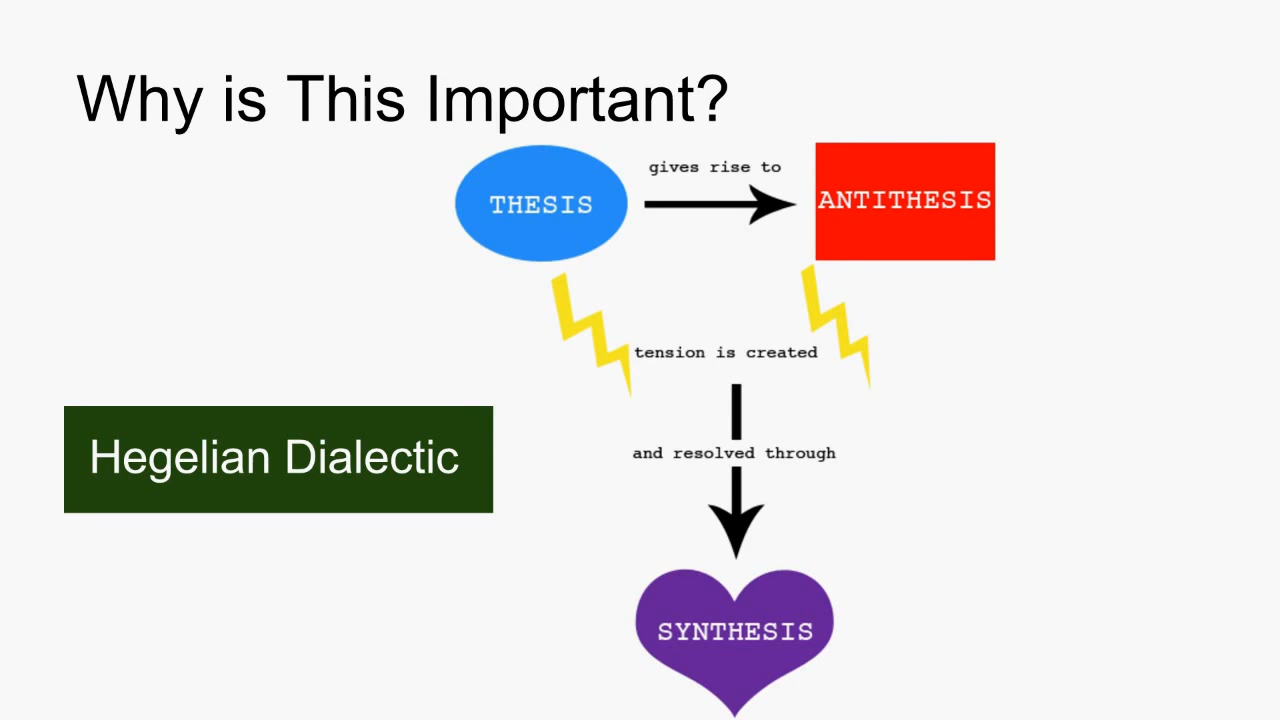 Why is This Important?
gives rise to
THESIS
ANTITHESIS
tension is created
and resolved through
Hegelian Dialectic
SYNTHESIS